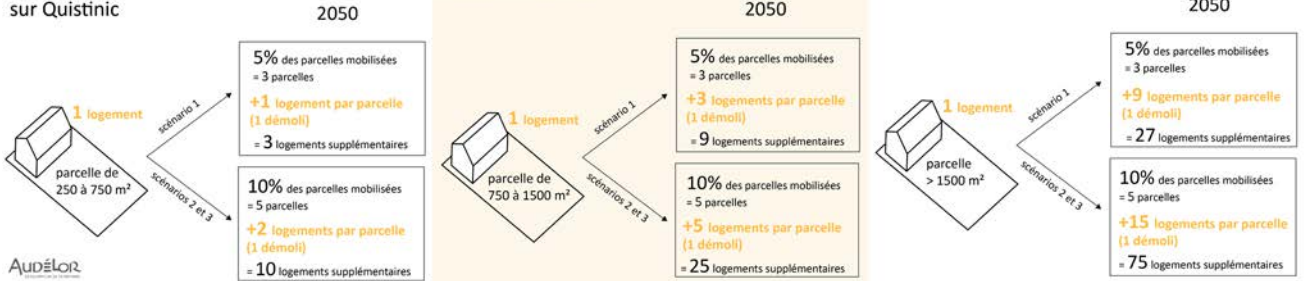 sur Quistinic
2050
1 logement
parcelle de
250 à 750 m²
scénario 1
scénarios 2 et 3
5% des parcelles mobilisées
= 3 parcelles
+1 logement par parcelle
(1 démoli)
= 3 logements supplémentaires
10% des parcelles mobilisées
= 5 parcelles
+2 logements par parcelle
(1 démoli)
= 10 logements supplémentaires
AUDÉLOR
2050
1 logement
parcelle de
750 à 1500 m²
scénario 1
scénarios 2 et 3
5% des parcelles mobilisées
= 3 parcelles
+3 logements par parcelle
(1 démoli)
= 9 logements supplémentaires
10% des parcelles mobilisées
= 5 parcelles
+5 logements par parcelle
(1 démoli)
= 25 logements supplémentaires
2050
1 logement
parcelle
> 1500 m²
scénario 1
scénarios 2 et 3
5% des parcelles mobilisées
= 3 parcelles
+9 logements par parcelle
(1 démoli)
= 27 logements supplémentaires
10% des parcelles mobilisées
= 5 parcelles
+15 logements par parcelle
(1 démoli)
= 75 logements supplémentaires